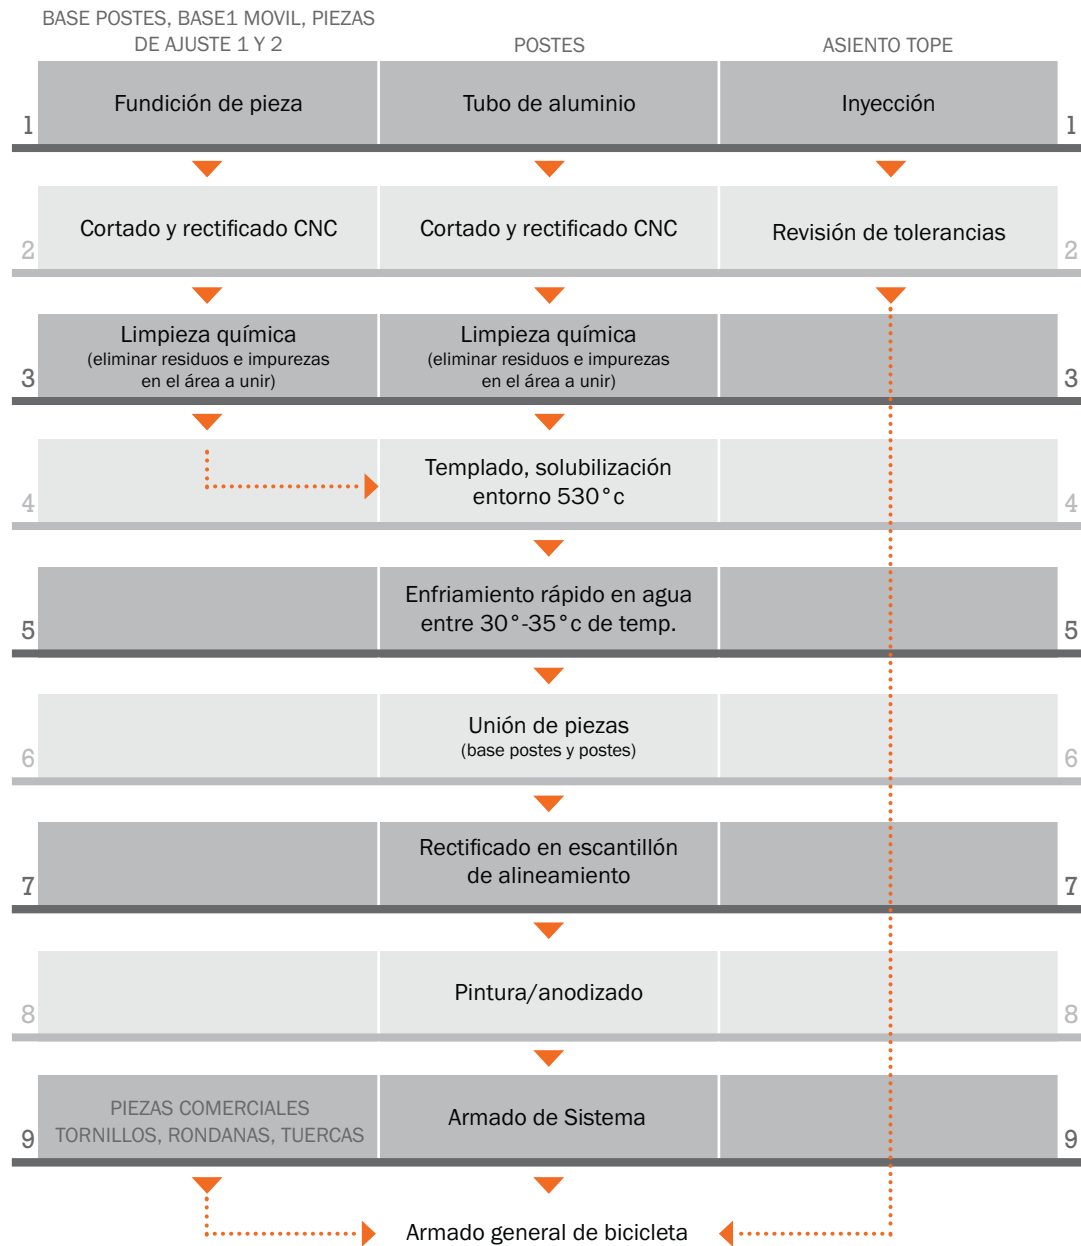 BASE POSTES, BASE1 MOVIL, PIEZAS
DE AJUSTE 1 Y 2
POSTES
ASIENTO TOPE
1
Fundición de pieza
Tubo de aluminio
Inyección
1
2
Cortado y rectificado CNC
Cortado y rectificado CNC
Revisión de tolerancias
2
3
Limpieza química
(eliminar residuos e impurezas
en el área a unir)
Limpieza química
(eliminar residuos e impurezas
en el área a unir)
3
4
Templado, solubilización
entorno 530°c
4
5
Enfriamiento rápido en agua
entre 30°-35°c de temp.
5
6
Unión de piezas
(base postes y postes)
6
7
Rectificado en escantillón
de alineamiento
7
8
Pintura/anodizado
8
9
PIEZAS COMERCIALES
TORNILLOS, RONDANAS, TUERCAS
Armado de Sistema
9
Armado general de bicicleta